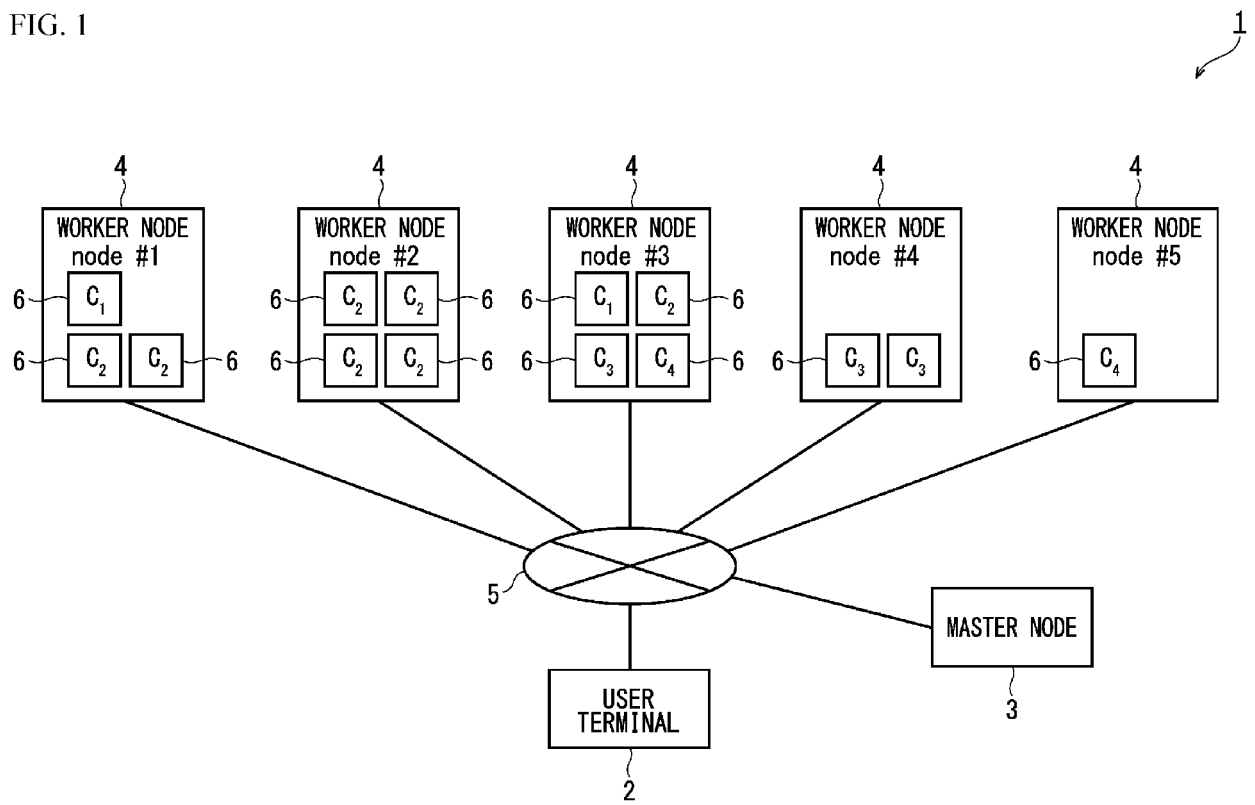 FIG. 1
1
4 4 4 4 4
WORKER NODE WORKER NODE WORKER NODE WORKER NODE WORKER NODE
node #1 node #2 node #3 node #4 node #5
6 C₁ 6 C₂ C₂ 6 6 C₁ C₂ 6
6 C₂ C₂ 6 6 C₂ C₂ 6 6 C₃ C₄ 6 6 C₃ C₃ 6 C₄
5
MASTER NODE
3
USER
TERMINAL
2